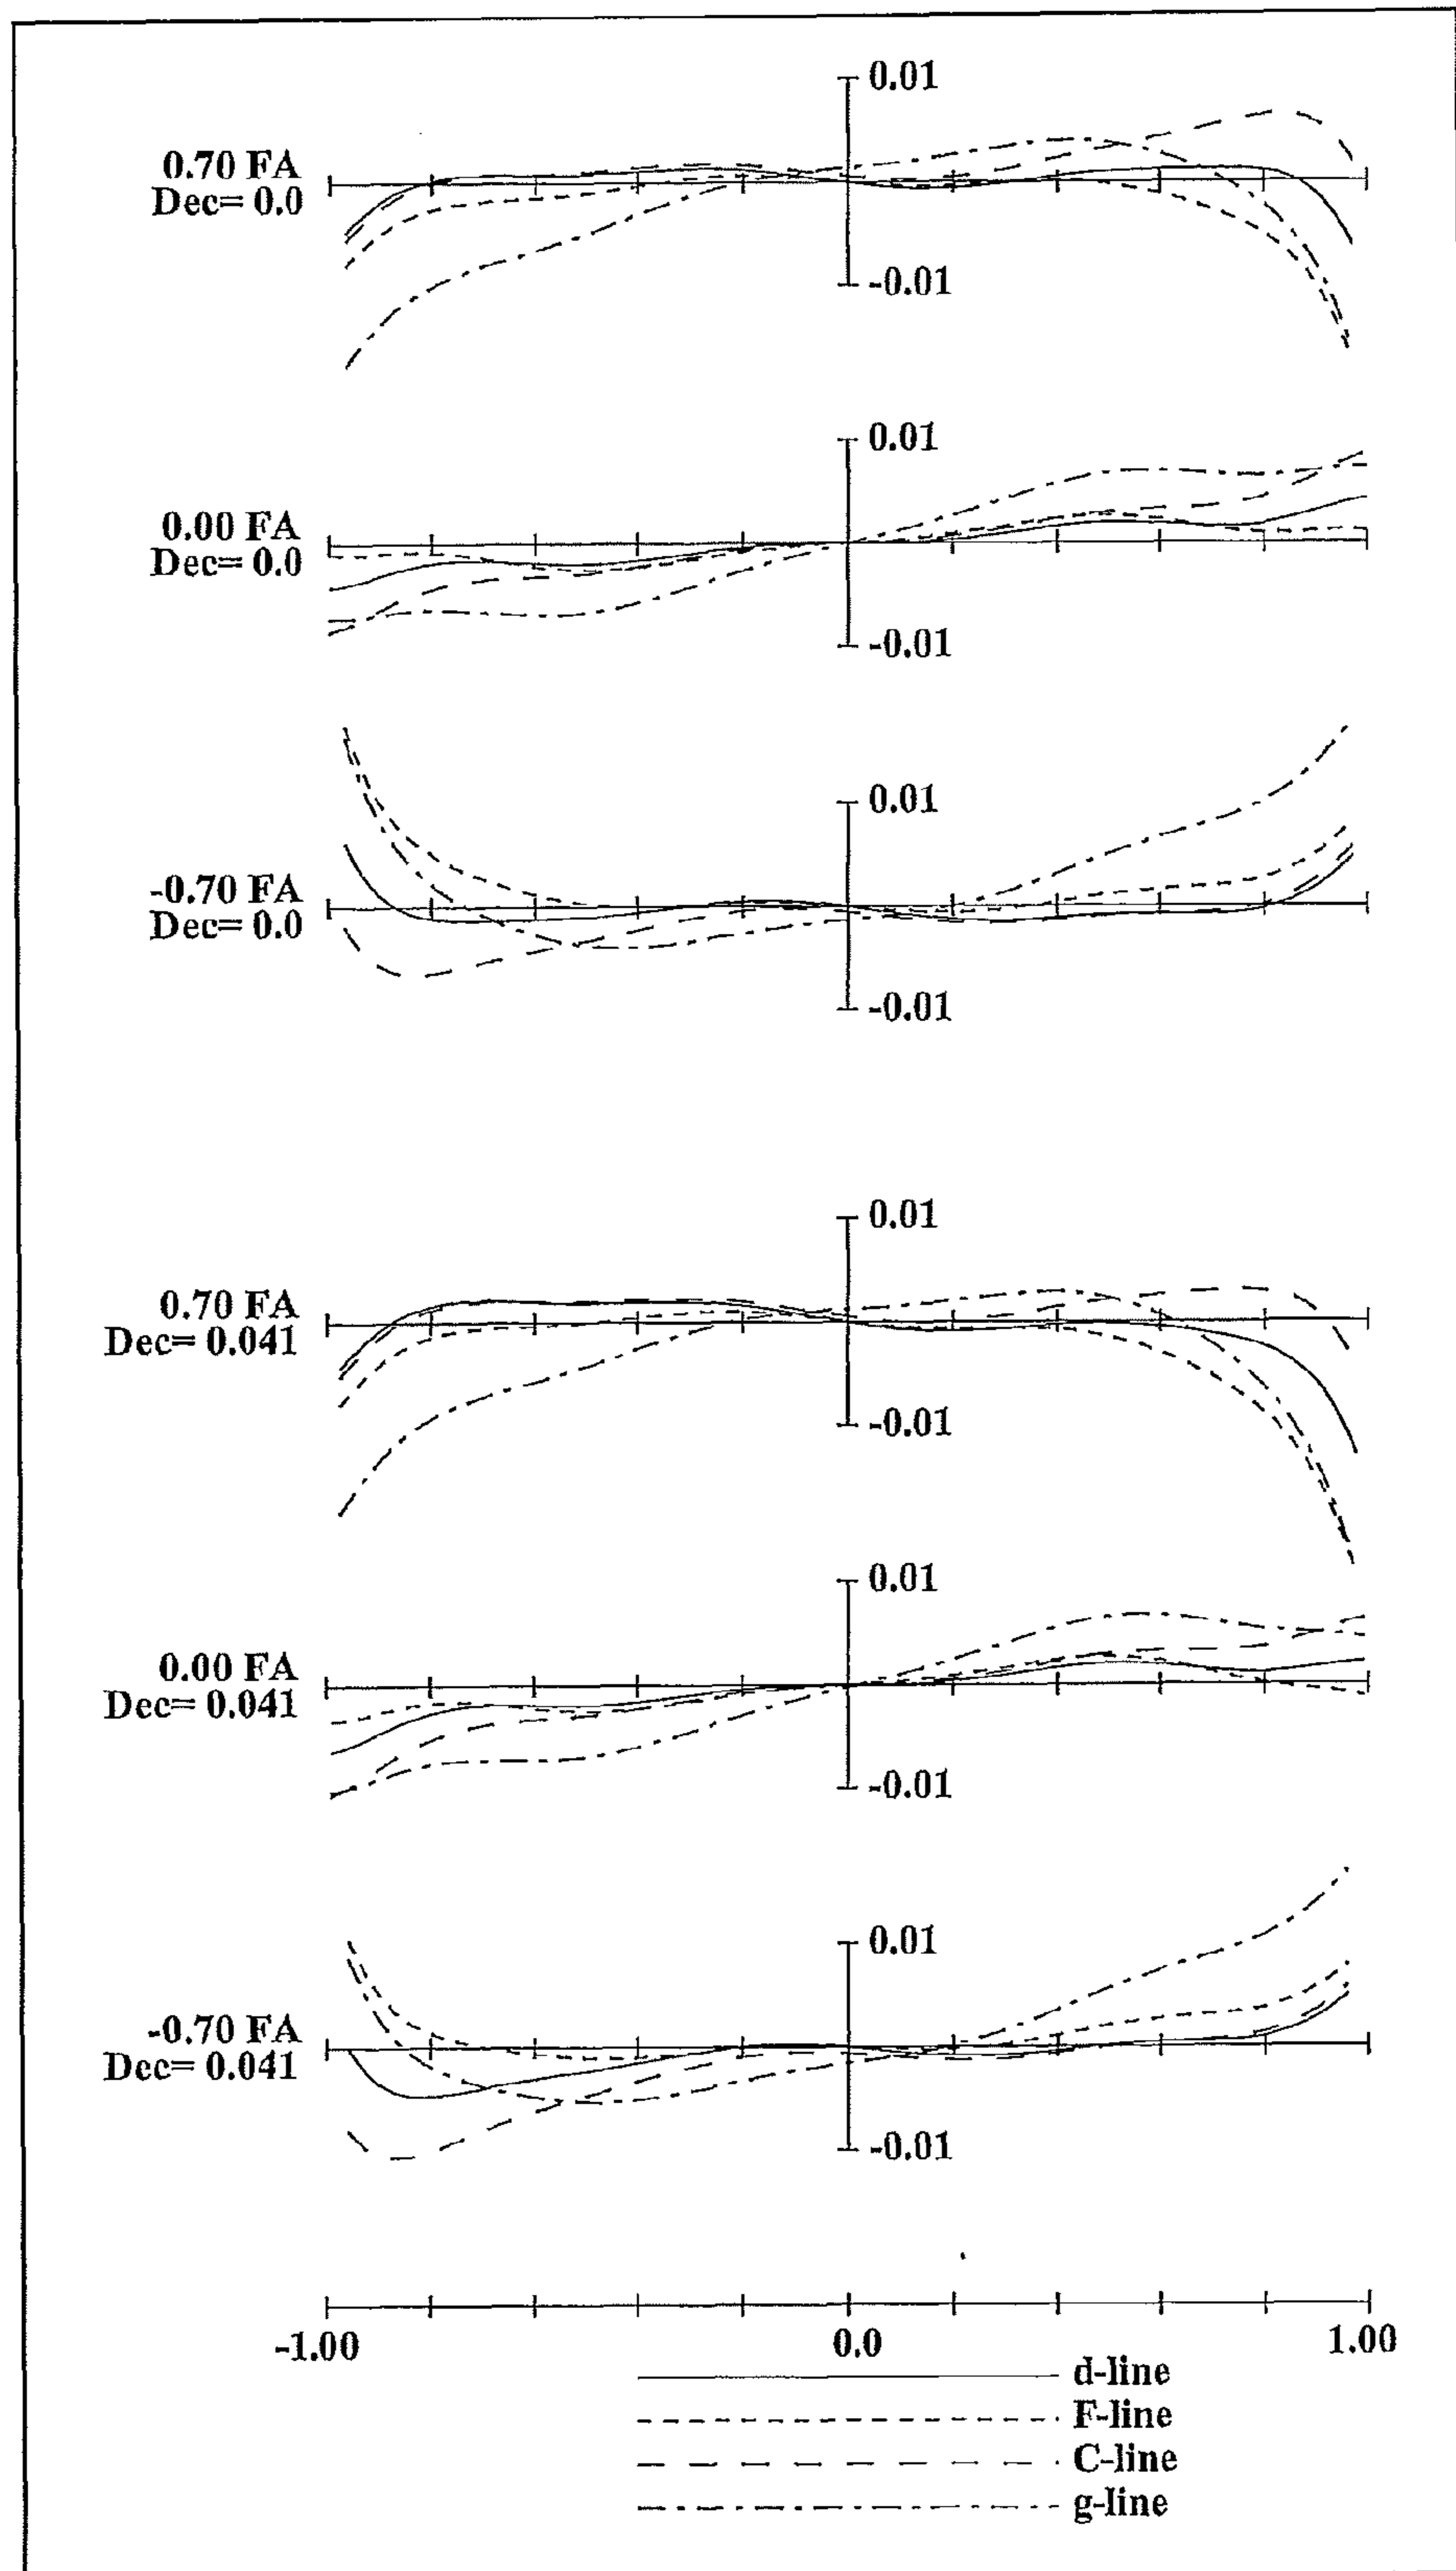 0.01
0.70 FA
Dec= 0.0
-0.01
0.01
0.00 FA
Dec= 0.0
-0.01
0.01
-0.70 FA
Dec= 0.0
-0.01
0.01
0.70 FA
Dec= 0.041
-0.01
0.01
0.00 FA
Dec= 0.041
-0.01
0.01
-0.70 FA
Dec= 0.041
-0.01
-1.00 0.0 1.00
d-line
F-line
C-line
g-line